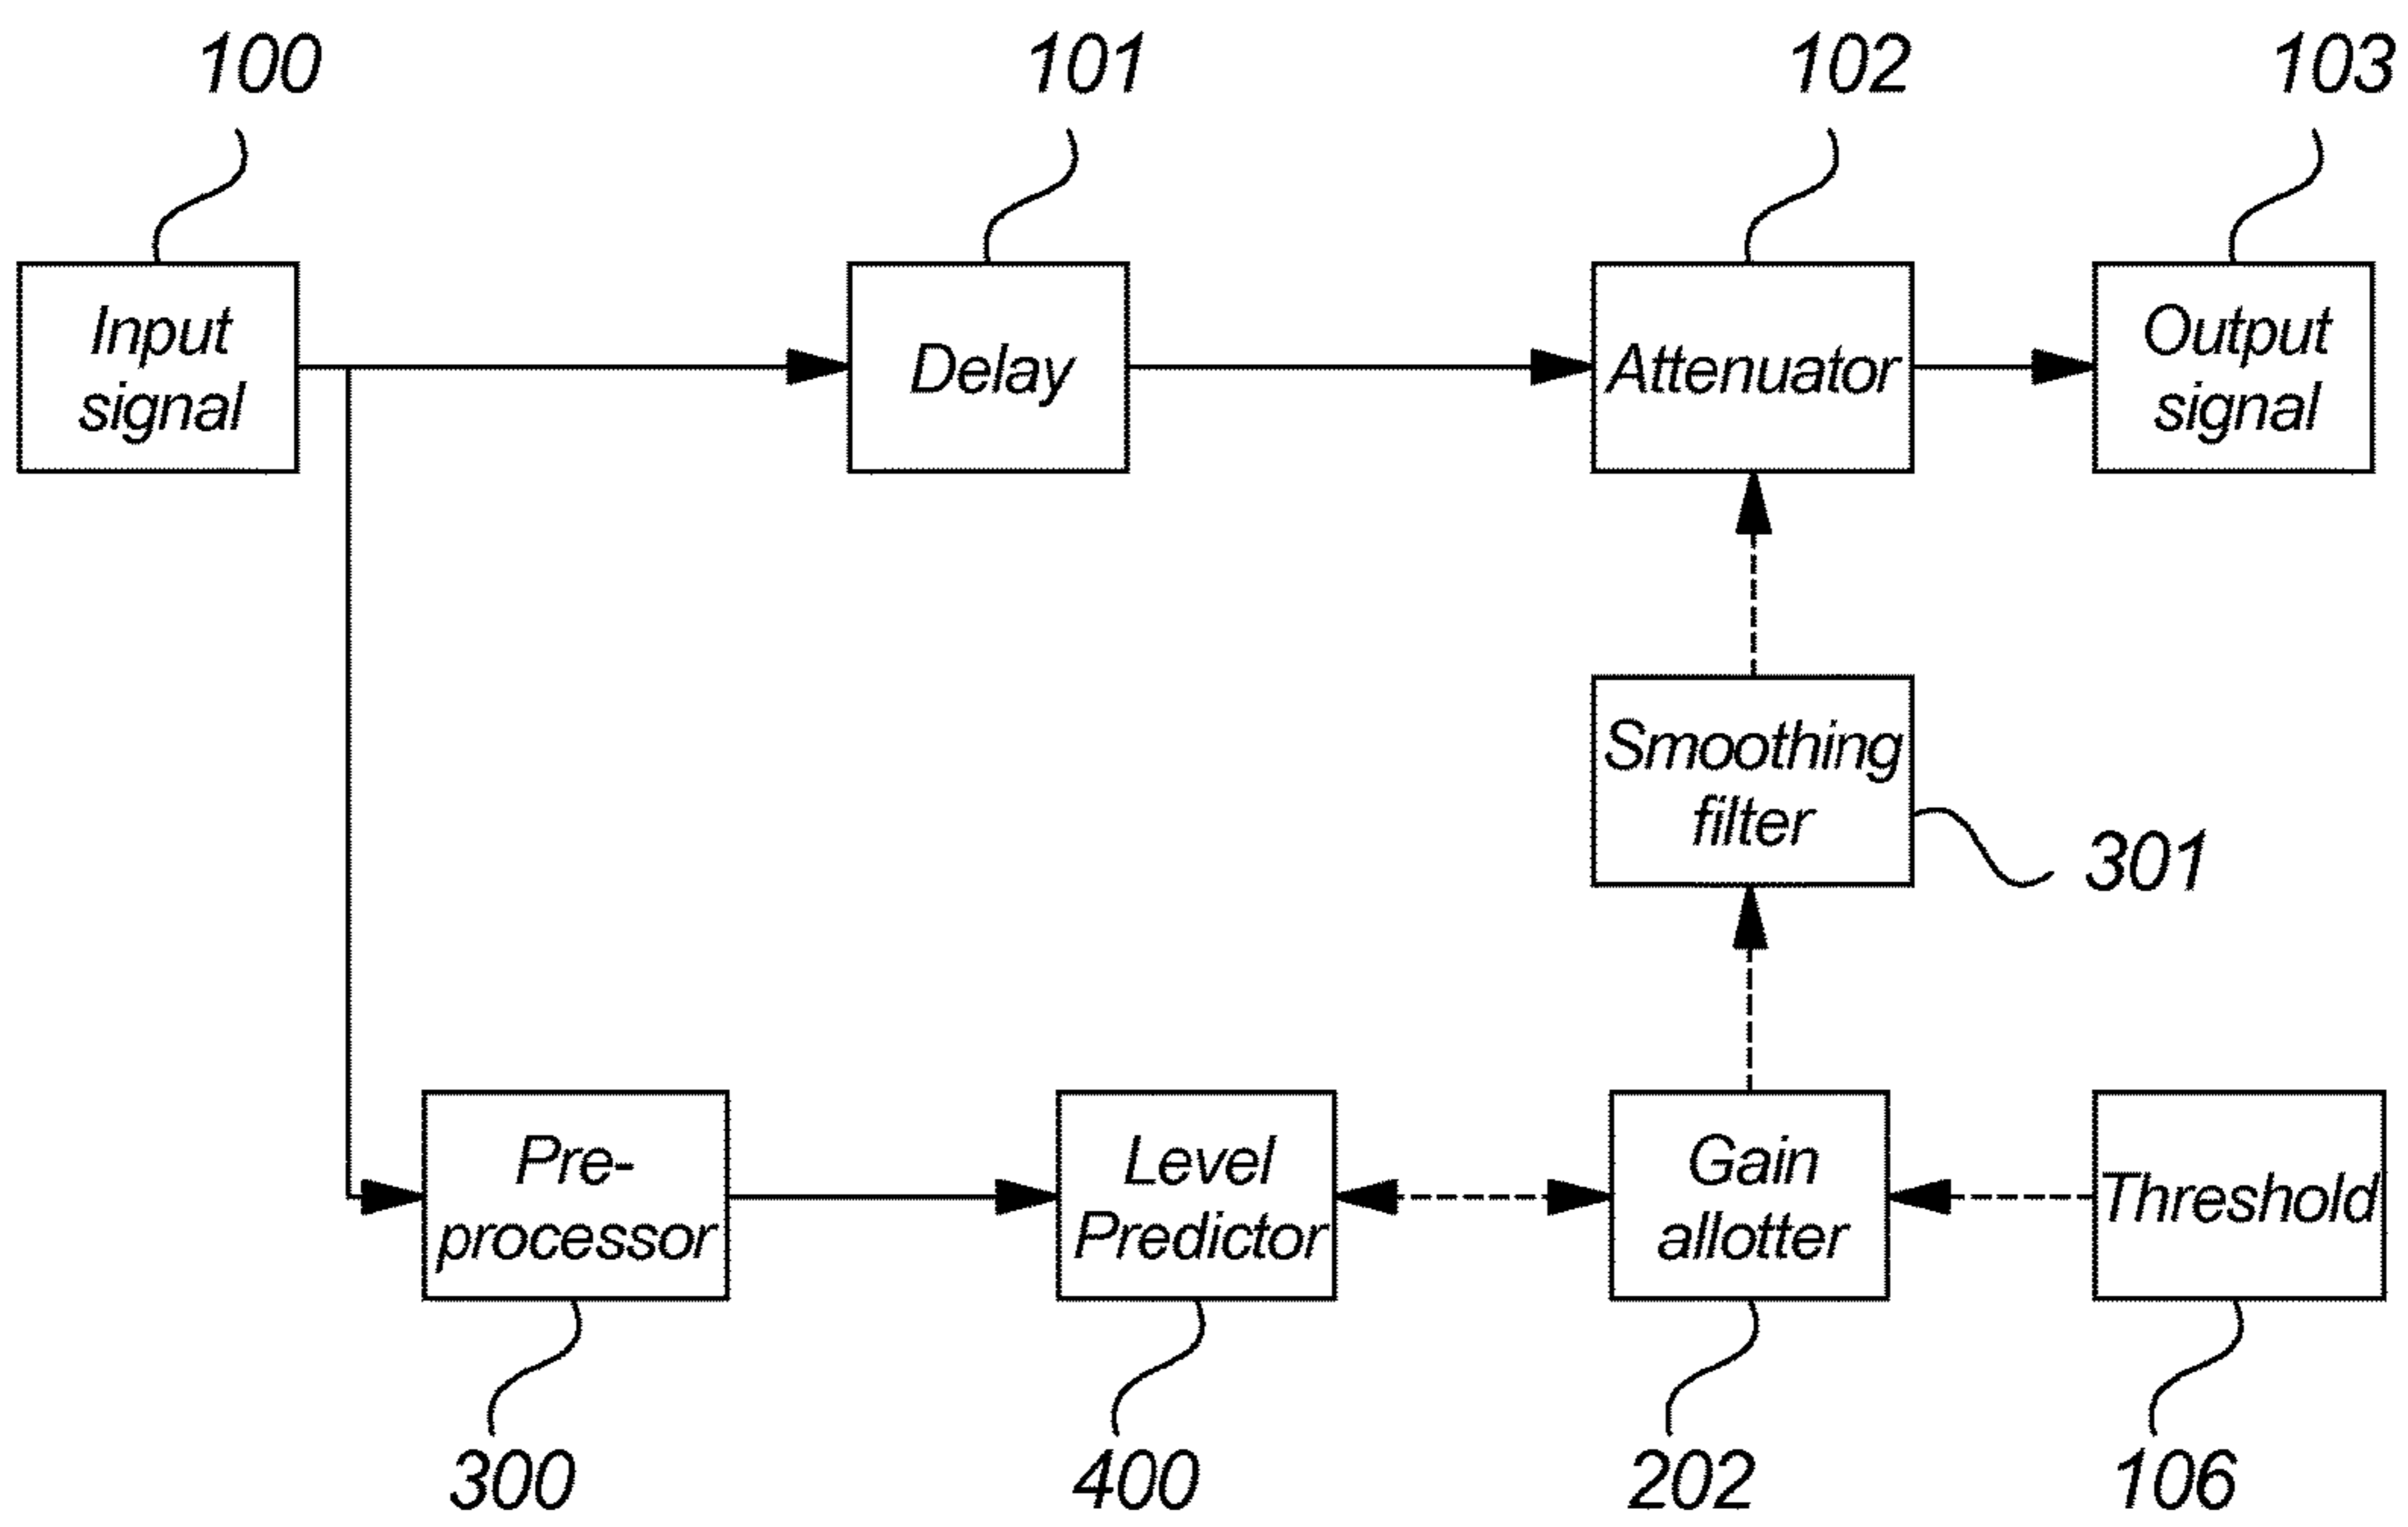 100
101
102
103
Input
signal
Delay
Attenuator
Output
signal
Smoothing
filter
301
Pre-
processor
Level
Predictor
Gain
allotter
Threshold
300
400
202
106